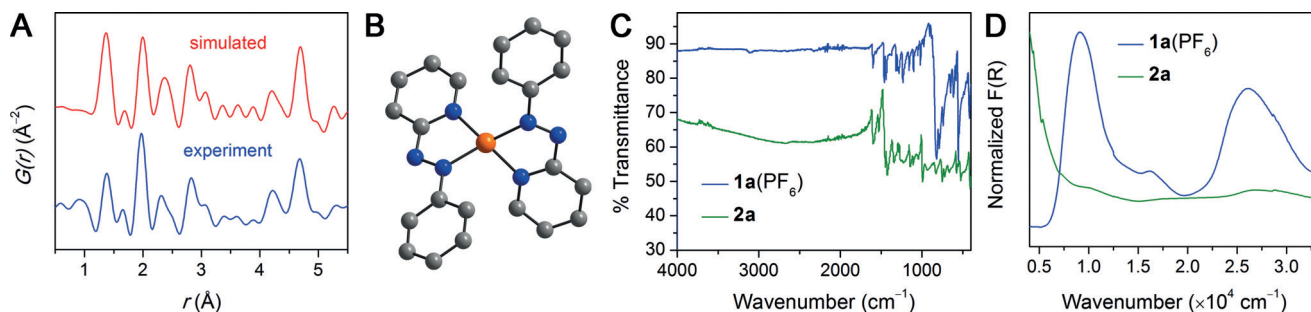 A
simulated
experiment
G(r) (Å⁻²)
1 2 3 4 5
r (Å)
B
C
% Transmittance
90
80
70
60
50
40
30
1a(PF₆)
2a
4000 3000 2000 1000
Wavenumber (cm⁻¹)
D
Normalized F(R)
1a(PF₆)
2a
0.5 1.0 1.5 2.0 2.5 3.0
Wavenumber (×10⁴ cm⁻¹)